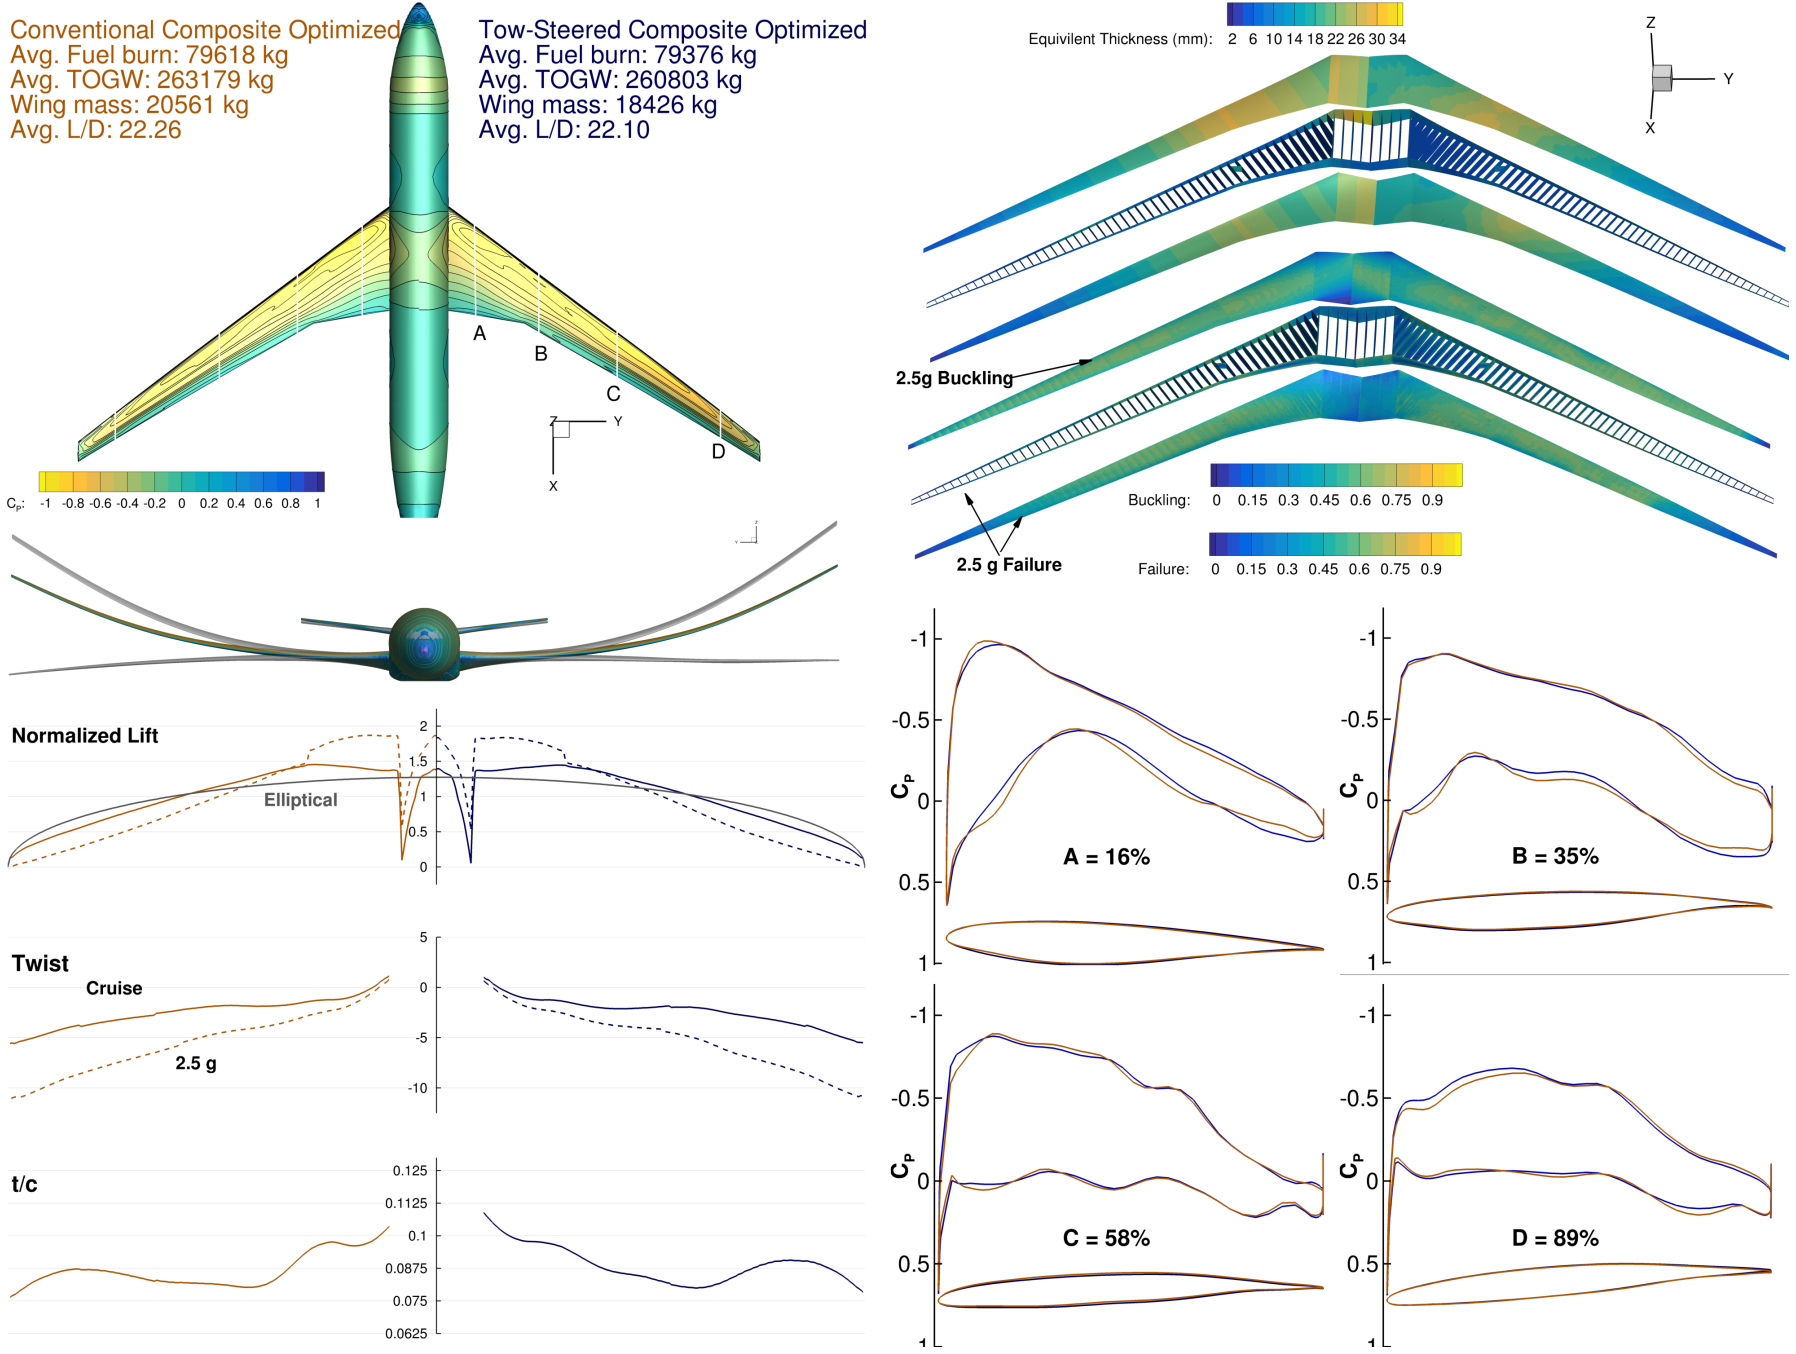 Conventional Composite Optimized
Avg. Fuel burn: 79618 kg
Avg. TOGW: 263179 kg
Wing mass: 20561 kg
Avg. L/D: 22.26
Tow-Steered Composite Optimized
Avg. Fuel burn: 79376 kg
Avg. TOGW: 260803 kg
Wing mass: 18426 kg
Avg. L/D: 22.10
A
B
C
D
Z Y
X
CP: -1 -0.8 -0.6 -0.4 -0.2 0 0.2 0.4 0.6 0.8 1
Equivilent Thickness (mm): 2 6 10 14 18 22 26 30 34
Z
Y
X
2.5g Buckling
Buckling: 0 0.15 0.3 0.45 0.6 0.75 0.9
2.5 g Failure
Failure: 0 0.15 0.3 0.45 0.6 0.75 0.9
Normalized Lift
Elliptical
2
1.5
1
0.5
0
Twist
Cruise
2.5 g
5
0
-5
-10
t/c
0.125
0.1125
0.1
0.0875
0.075
0.0625
-1
-0.5
0
0.5
1
CP
A = 16%
-1
-0.5
0
0.5
1
CP
B = 35%
-1
-0.5
0
0.5
1
CP
C = 58%
-1
-0.5
0
0.5
1
CP
D = 89%